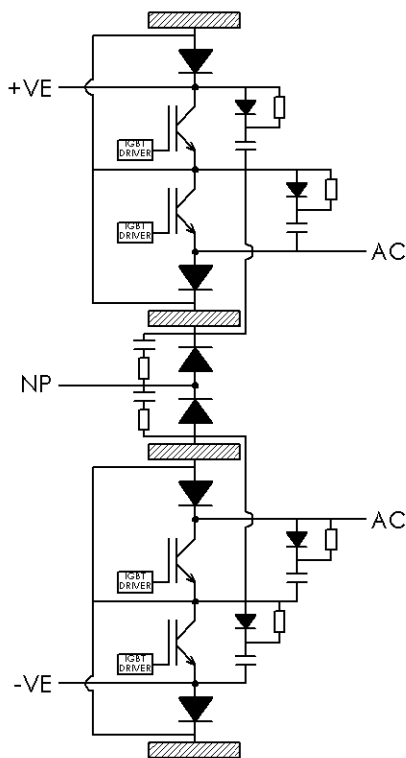 +VE
IGBT
DRIVER
IGBT
DRIVER
AC
NP
AC
IGBT
DRIVER
IGBT
DRIVER
-VE